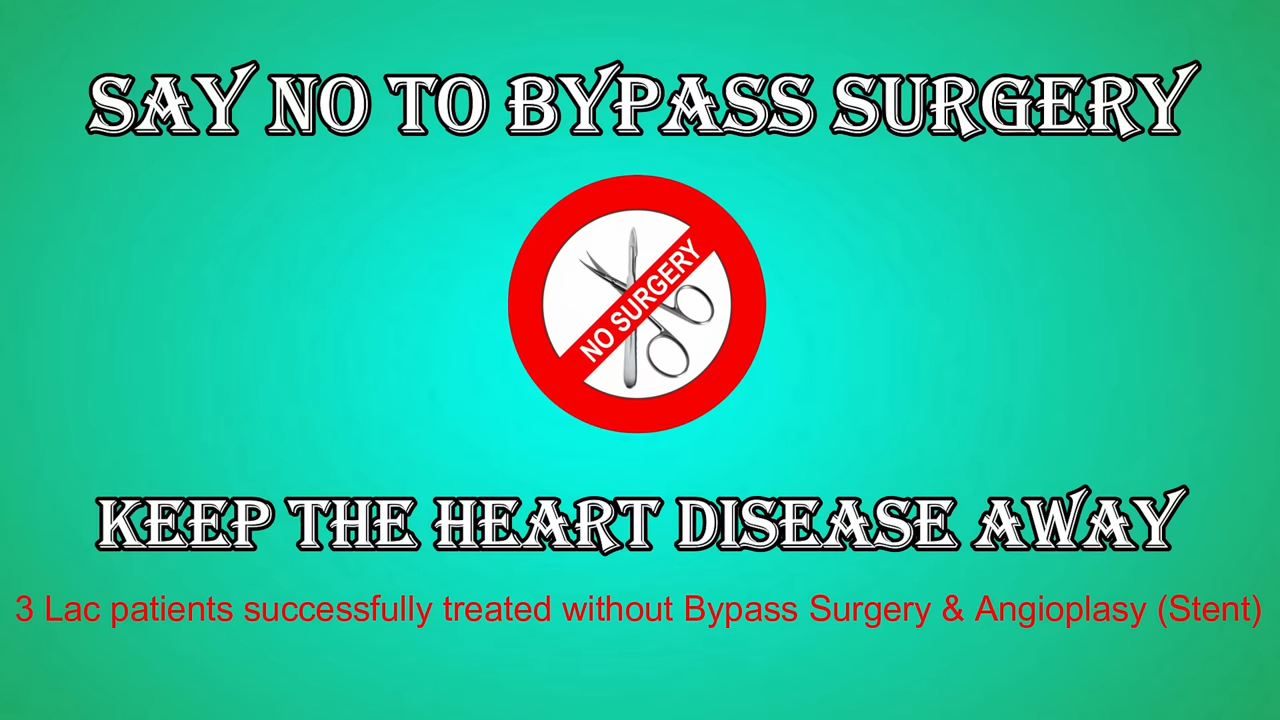 SAY NO TO BYPASS SURGERY
NO SURGERY
KEEP THE HEART DISEASE AWAY
3 Lac patients successfully treated without Bypass Surgery & Angioplasy (Stent)